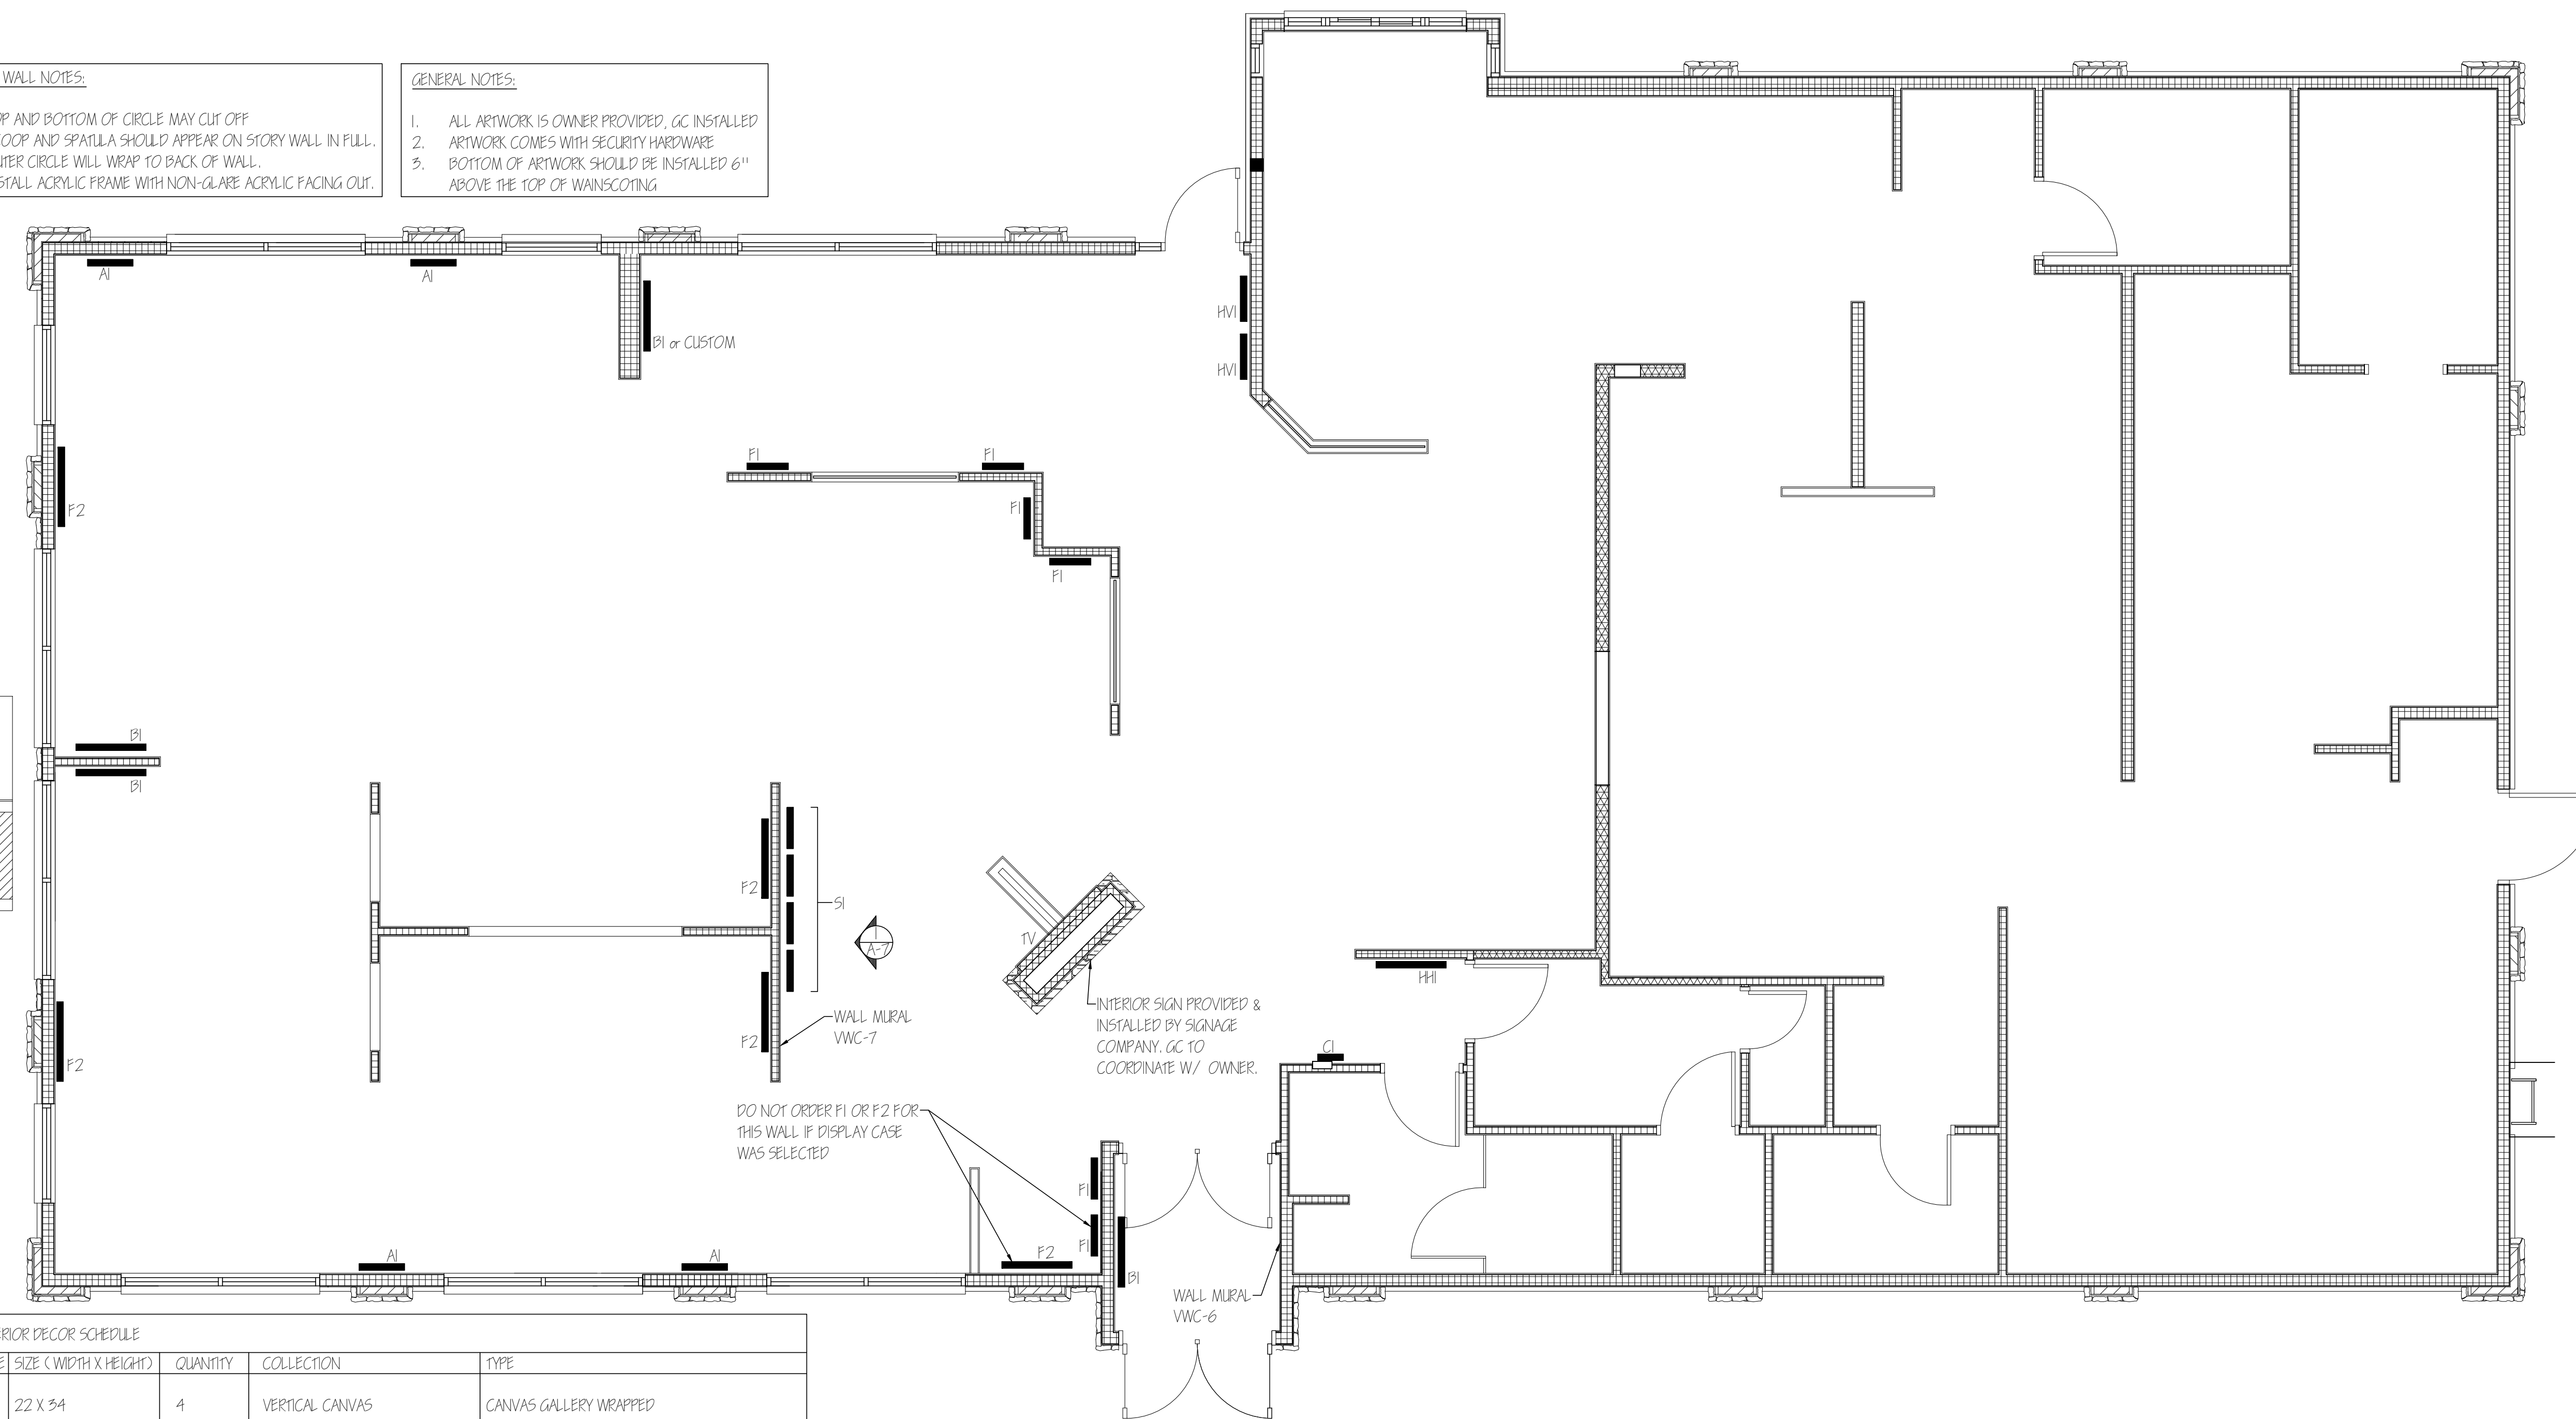 WALL NOTES:
OP AND BOTTOM OF CIRCLE MAY CUT OFF
COOP AND SPATULA SHOULD APPEAR ON STORY WALL IN FULL.
UTER CIRCLE WILL WRAP TO BACK OF WALL.
STALL ACRYLIC FRAME WITH NON-GLARE ACRYLIC FACING OUT.
GENERAL NOTES:
1. ALL ARTWORK IS OWNER PROVIDED, GC INSTALLED
2. ARTWORK COMES WITH SECURITY HARDWARE
3. BOTTOM OF ARTWORK SHOULD BE INSTALLED 6"
ABOVE THE TOP OF WAINSCOTING
A1
A1
B1 or CUSTOM
HV1
HV1
F1
F1
F1
F1
F2
B1
B1
F2
S1
1
A-7
TV
F2
WALL MURAL
VWC-7
F2
INTERIOR SIGN PROVIDED &
INSTALLED BY SIGNAGE
COMPANY. GC TO
COORDINATE W/ OWNER.
HH1
C1
DO NOT ORDER F1 OR F2 FOR
THIS WALL IF DISPLAY CASE
WAS SELECTED
F1
F1
F2
B1
A1
A1
WALL MURAL
VWC-6
ERIOR DECOR SCHEDULE
E SIZE ( WIDTH X HEIGHT) QUANTITY COLLECTION TYPE
22 X 34 4 VERTICAL CANVAS CANVAS GALLERY WRAPPED